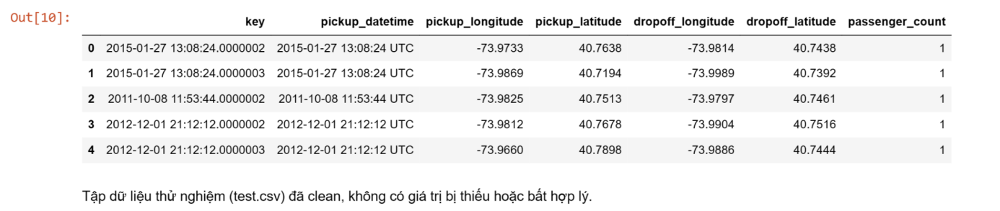 Out[10]:
key pickup_datetime pickup_longitude pickup_latitude dropoff_longitude dropoff_latitude passenger_count
0 2015-01-27 13:08:24.0000002 2015-01-27 13:08:24 UTC -73.9733 40.7638 -73.9814 40.7438 1
1 2015-01-27 13:08:24.0000003 2015-01-27 13:08:24 UTC -73.9869 40.7194 -73.9989 40.7392 1
2 2011-10-08 11:53:44.0000002 2011-10-08 11:53:44 UTC -73.9825 40.7513 -73.9797 40.7461 1
3 2012-12-01 21:12:12.0000002 2012-12-01 21:12:12 UTC -73.9812 40.7678 -73.9904 40.7516 1
4 2012-12-01 21:12:12.0000003 2012-12-01 21:12:12 UTC -73.9660 40.7898 -73.9886 40.7444 1
Tập dữ liệu thử nghiệm (test.csv) đã clean, không có giá trị bị thiếu hoặc bất hợp lý.